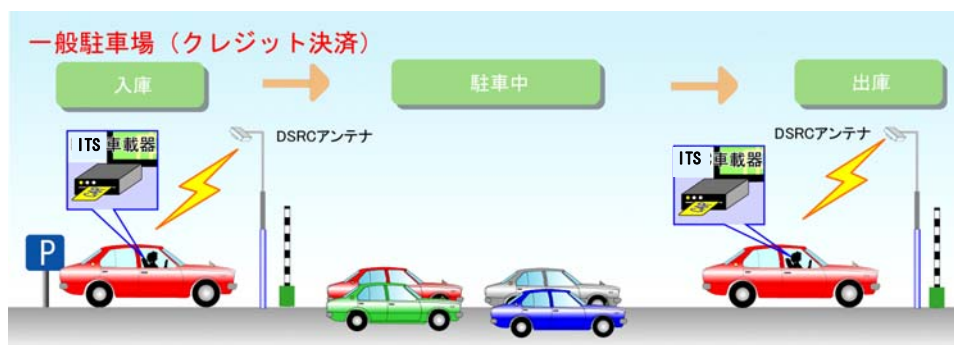 一般駐車場（クレジット決済）
入庫
駐車中
出庫
DSRCアンテナ
DSRCアンテナ
ITS 車載器
ITS 車載器
P